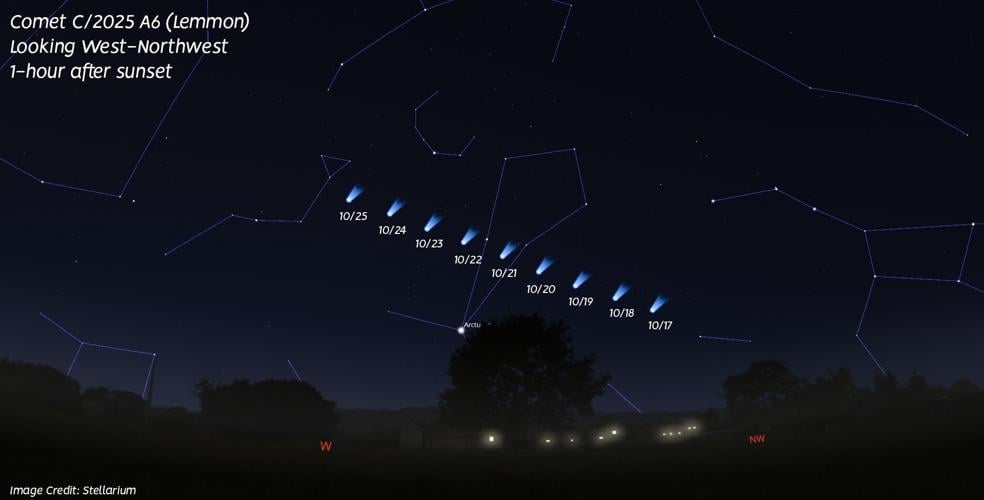 Comet C/2025 A6 (Lemmon)
Looking West-Northwest
1-hour after sunset
10/25
10/24
10/23
10/22
10/21
10/20
10/19
10/18
10/17
Arctu
W
NW
Image Credit: Stellarium